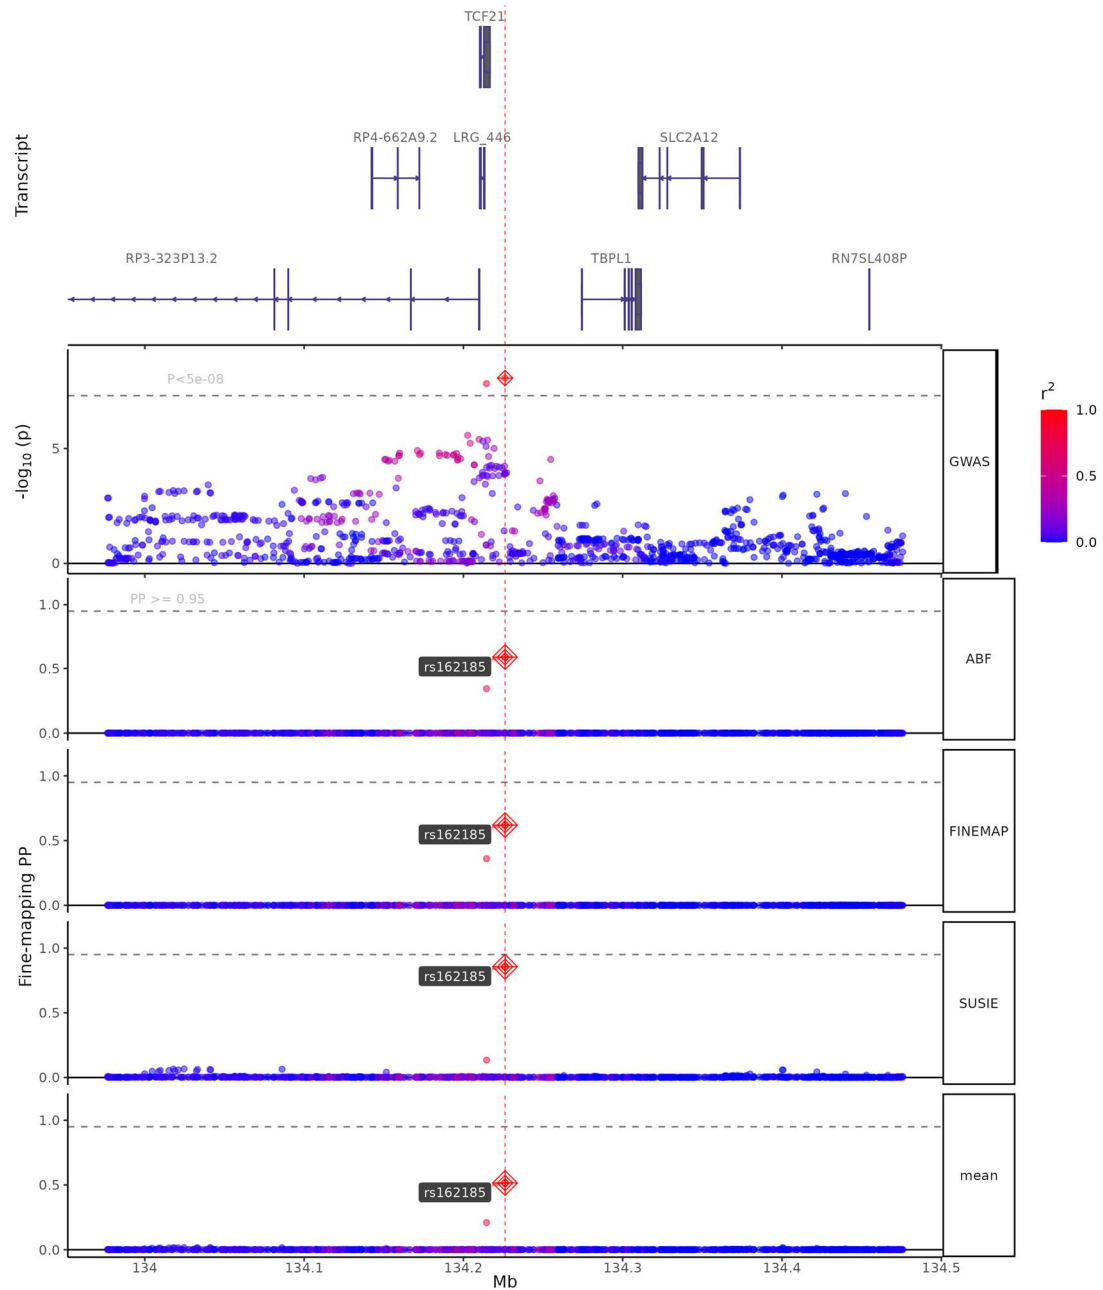 TCF21
RP4-662A9.2 LRG_446 SLC2A12
RP3-323P13.2 TBPL1 RN7SL408P
Transcript
P<5e-08
5
0
-log10 (p)
GWAS
r2
1.0
0.5
0.0
PP >= 0.95
1.0
0.5
0.0
rs162185
ABF
1.0
0.5
0.0
rs162185
FINEMAP
Fine-mapping PP
1.0
0.5
0.0
rs162185
SUSIE
1.0
0.5
0.0
rs162185
mean
134 134.1 134.2 134.3 134.4 134.5
Mb